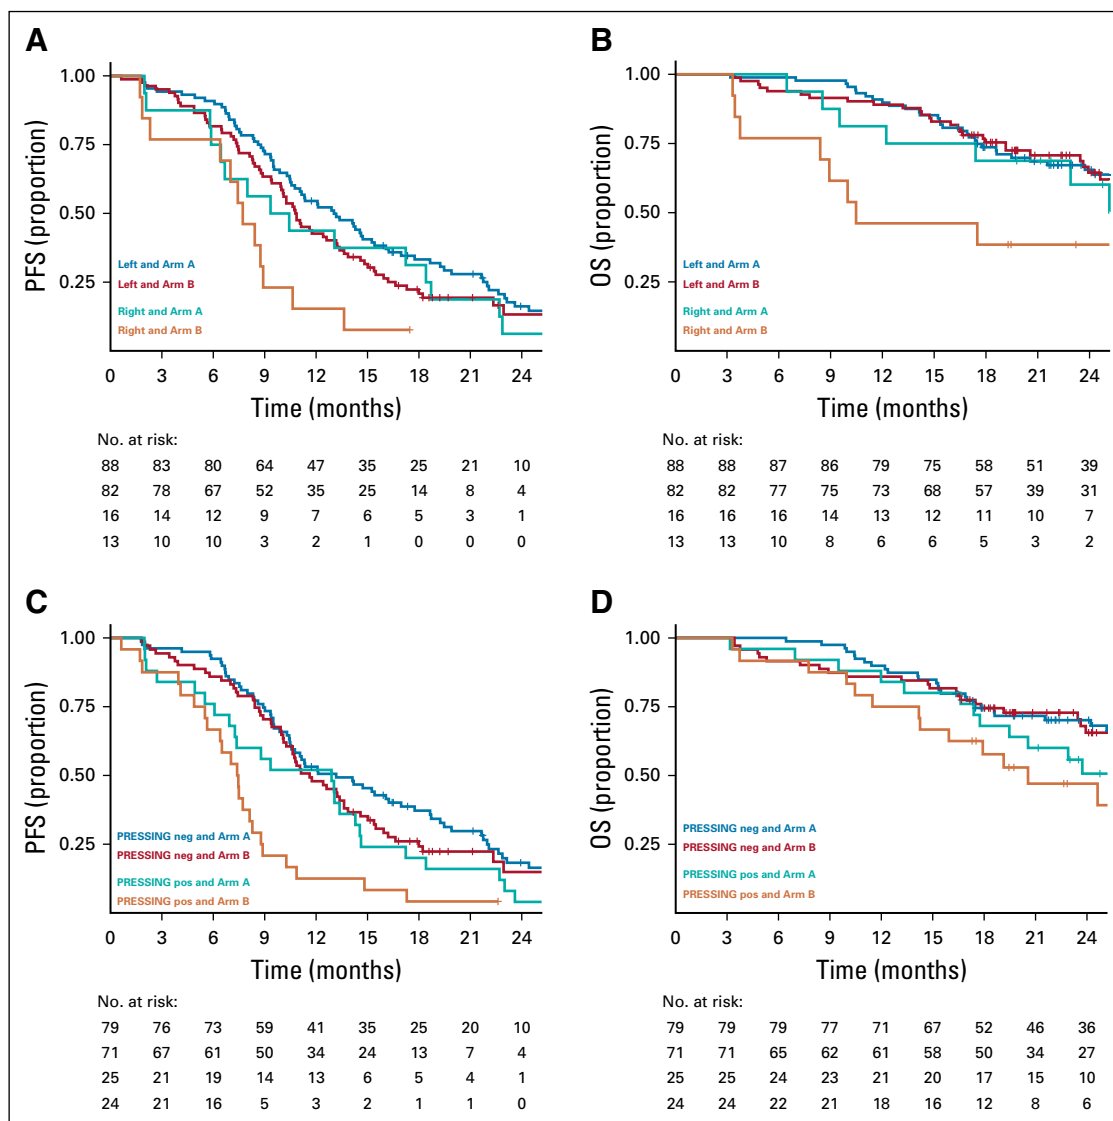 A
PFS (proportion)
1.00
0.75
0.50
0.25
Left and Arm A
Left and Arm B
Right and Arm A
Right and Arm B
0 3 6 9 12 15 18 21 24
Time (months)
No. at risk:
88 83 80 64 47 35 25 21 10
82 78 67 52 35 25 14 8 4
16 14 12 9 7 6 5 3 1
13 10 10 3 2 1 0 0 0
B
OS (proportion)
1.00
0.75
0.50
0.25
Left and Arm A
Left and Arm B
Right and Arm A
Right and Arm B
0 3 6 9 12 15 18 21 24
Time (months)
No. at risk:
88 88 87 86 79 75 58 51 39
82 82 77 75 73 68 57 39 31
16 16 16 14 13 12 11 10 7
13 13 10 8 6 6 5 3 2
C
PFS (proportion)
1.00
0.75
0.50
0.25
PRESSING neg and Arm A
PRESSING neg and Arm B
PRESSING pos and Arm A
PRESSING pos and Arm B
0 3 6 9 12 15 18 21 24
Time (months)
No. at risk:
79 76 73 59 41 35 25 20 10
71 67 61 50 34 24 13 7 4
25 21 19 14 13 6 5 4 1
24 21 16 5 3 2 1 1 0
D
OS (proportion)
1.00
0.75
0.50
0.25
PRESSING neg and Arm A
PRESSING neg and Arm B
PRESSING pos and Arm A
PRESSING pos and Arm B
0 3 6 9 12 15 18 21 24
Time (months)
No. at risk:
79 79 79 77 71 67 52 46 36
71 71 65 62 61 58 50 34 27
25 25 24 23 21 20 17 15 10
24 24 22 21 18 16 12 8 6